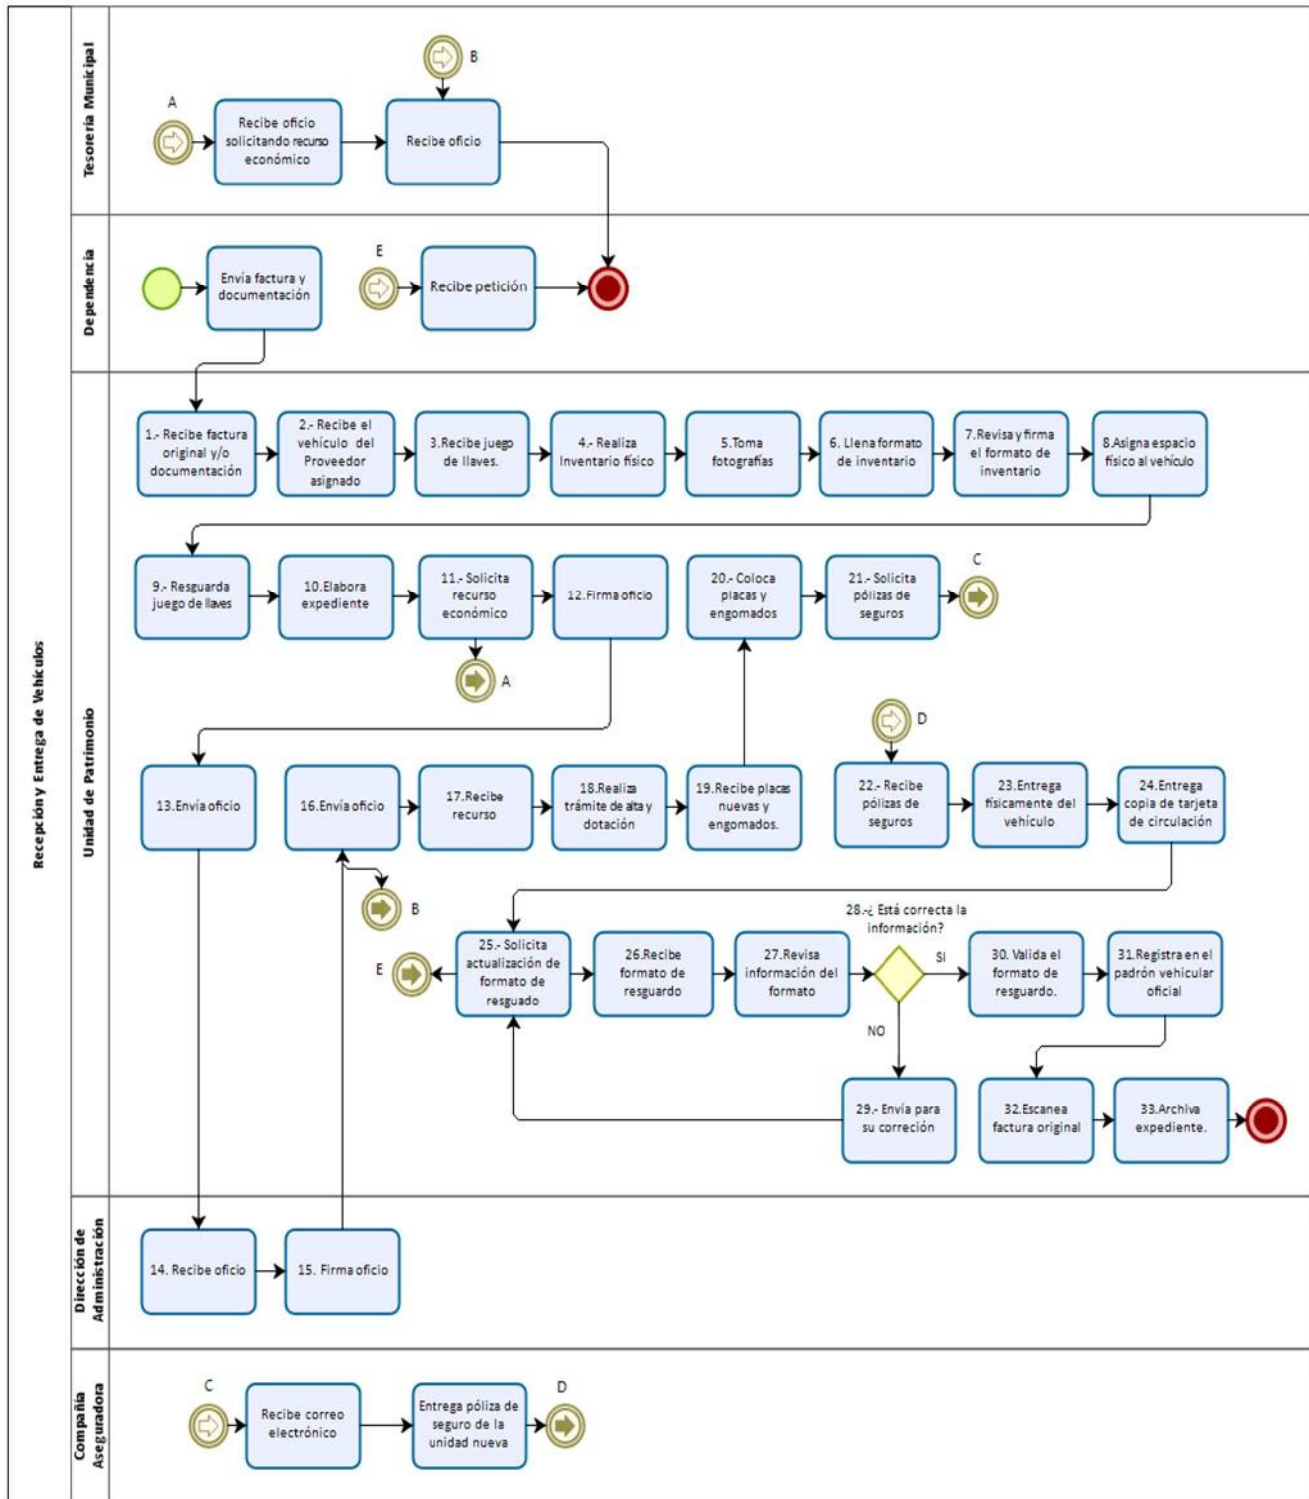 Recepción y Entrega de Vehículos
Tesorería Municipal
B
A
Recibe oficio
solicitando recurso
económico
Recibe oficio
Dependencia
Envía factura y
documentación
E
Recibe petición
Unidad de Patrimonio
1.- Recibe factura
original y/o
documentación
2.- Recibe el
vehículo del
Proveedor
asignado
3.Recibe juego
de llaves.
4.- Realiza
Inventario físico
5.Toma
fotografías
6. Llena formato
de inventario
7.Revisa y firma
el formato de
inventario
8.Asigna espacio
físico al vehículo
9.- Resguarda
juego de llaves
10.Elabora
expediente
11.- Solicita
recurso
económico
12.Firma oficio
20.- Coloca
placas y
engomados
21.- Solicita
pólizas de
seguros
C
A
D
13.Envía oficio
16.Envía oficio
17.Recibe
recurso
18.Realiza
trámite de alta y
dotación
19.Recibe placas
nuevas y
engomados.
22.- Recibe
pólizas de
seguros
23.Entrega
físicamente del
vehículo
24.Entrega
copia de tarjeta
de circulación
B
E
25.- Solicita
actualización de
formato de
resguado
26.Recibe
formato de
resguardo
27.Revisa
información del
formato
28.-¿ Está correcta la
información?
SI
NO
30. Valida el
formato de
resguardo.
31.Registra en el
padrón vehicular
oficial
29.- Envía para
su correción
32.Escanea
factura original
33.Archiva
expediente.
Dirección de
Administración
14. Recibe oficio
15. Firma oficio
Compañía
Aseguradora
C
Recibe correo
electrónico
Entrega póliza de
seguro de la
unidad nueva
D